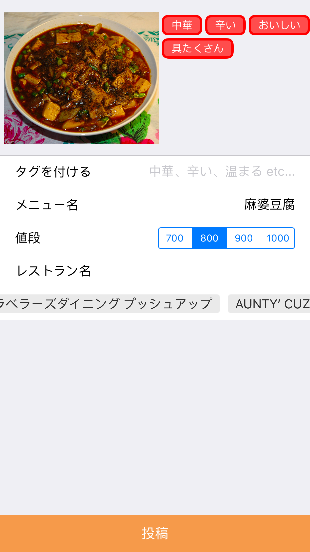 中華 辛い おいしい
具たくさん
タグを付ける 中華、辛い、温まる etc...
メニュー名 麻婆豆腐
値段 700 800 900 1000
レストラン名
ラベラーズダイニング プッシュアップ AUNTY' CUZ
投稿